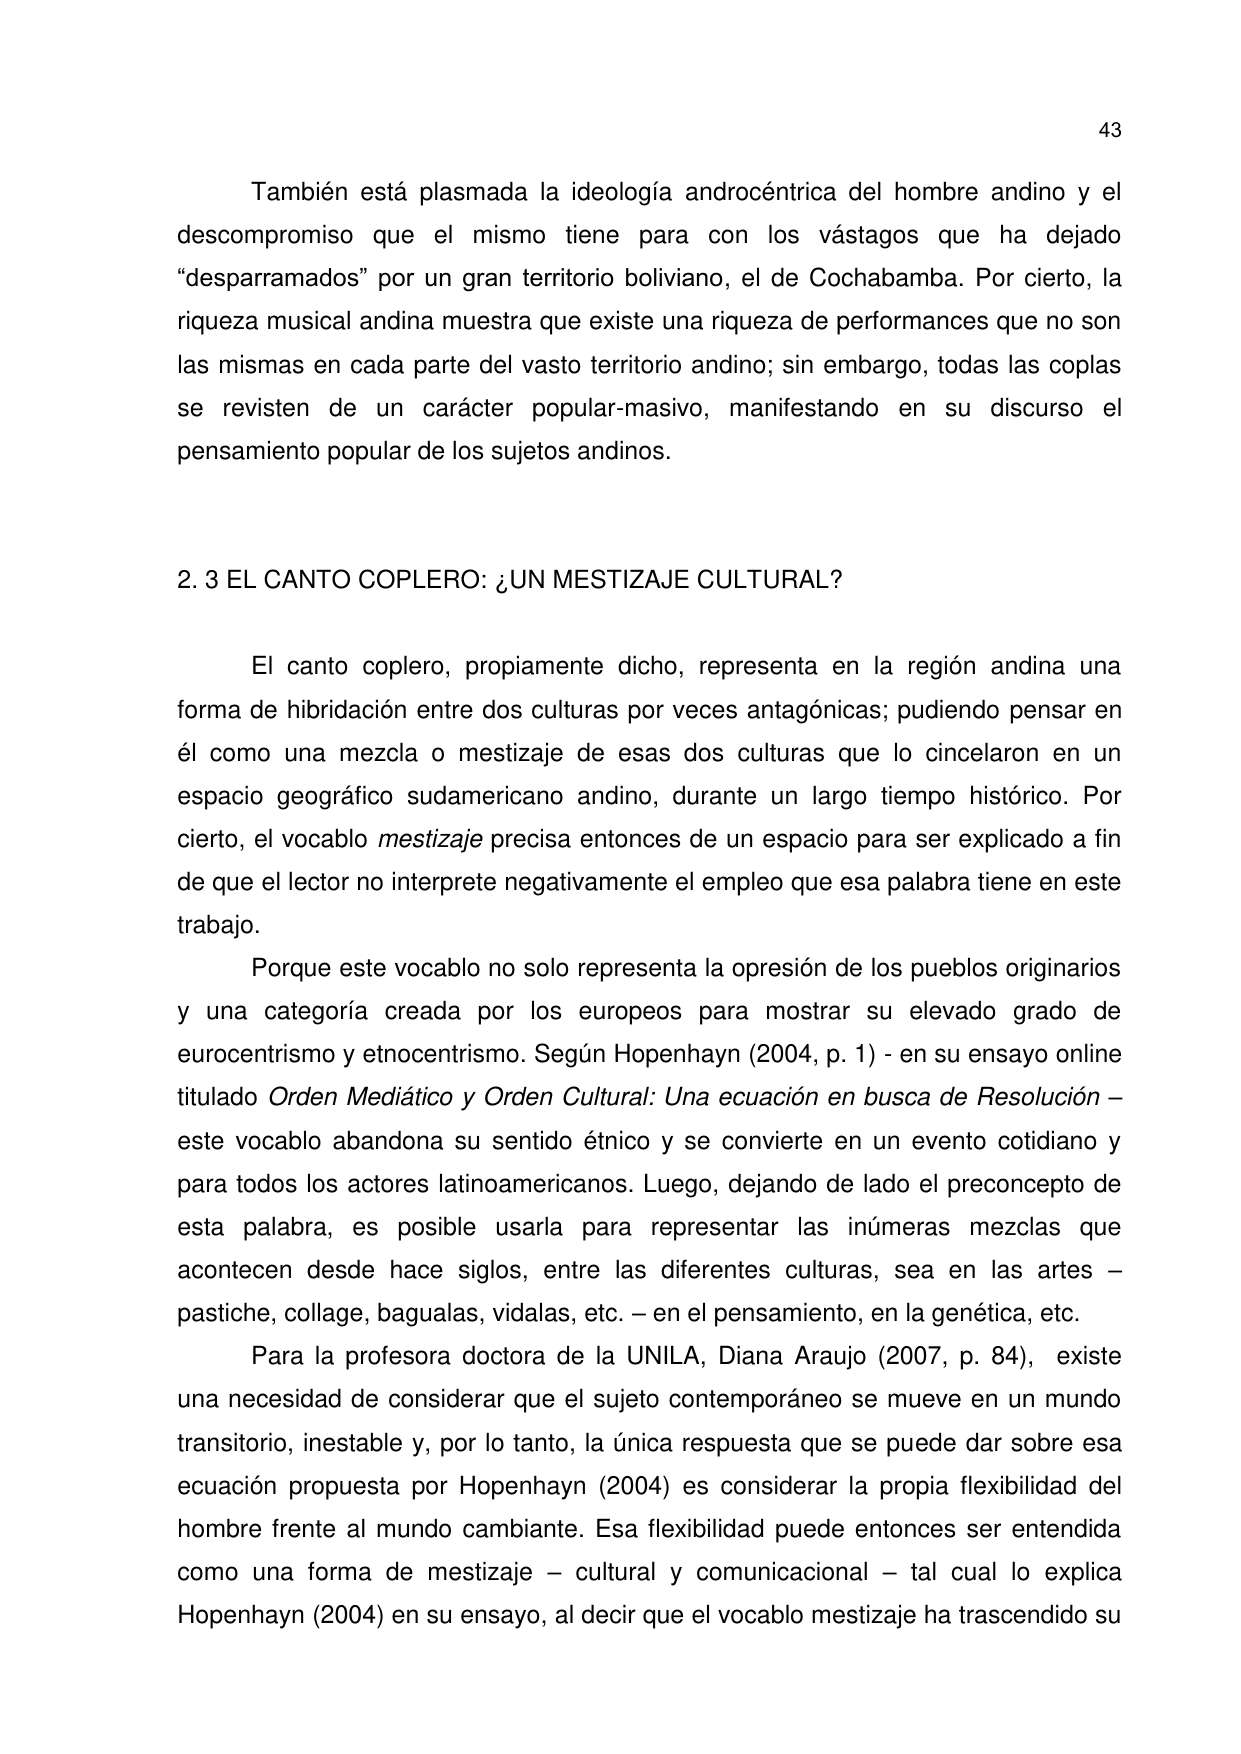 43
También está plasmada la ideología androcéntrica del hombre andino y el
descompromiso que el mismo tiene para con los vástagos que ha dejado
“desparramados” por un gran territorio boliviano, el de Cochabamba. Por cierto, la
riqueza musical andina muestra que existe una riqueza de performances que no son
las mismas en cada parte del vasto territorio andino; sin embargo, todas las coplas
se revisten de un carácter popular-masivo, manifestando en su discurso el
pensamiento popular de los sujetos andinos.
2. 3 EL CANTO COPLERO: ¿UN MESTIZAJE CULTURAL?
El canto coplero, propiamente dicho, representa en la región andina una
forma de hibridación entre dos culturas por veces antagónicas; pudiendo pensar en
él como una mezcla o mestizaje de esas dos culturas que lo cincelaron en un
espacio geográfico sudamericano andino, durante un largo tiempo histórico. Por
cierto, el vocablo mestizaje precisa entonces de un espacio para ser explicado a fin
de que el lector no interprete negativamente el empleo que esa palabra tiene en este
trabajo.
Porque este vocablo no solo representa la opresión de los pueblos originarios
y una categoría creada por los europeos para mostrar su elevado grado de
eurocentrismo y etnocentrismo. Según Hopenhayn (2004, p. 1) - en su ensayo online
titulado Orden Mediático y Orden Cultural: Una ecuación en busca de Resolución –
este vocablo abandona su sentido étnico y se convierte en un evento cotidiano y
para todos los actores latinoamericanos. Luego, dejando de lado el preconcepto de
esta palabra, es posible usarla para representar las inúmeras mezclas que
acontecen desde hace siglos, entre las diferentes culturas, sea en las artes –
pastiche, collage, bagualas, vidalas, etc. – en el pensamiento, en la genética, etc.
Para la profesora doctora de la UNILA, Diana Araujo (2007, p. 84), existe
una necesidad de considerar que el sujeto contemporáneo se mueve en un mundo
transitorio, inestable y, por lo tanto, la única respuesta que se puede dar sobre esa
ecuación propuesta por Hopenhayn (2004) es considerar la propia flexibilidad del
hombre frente al mundo cambiante. Esa flexibilidad puede entonces ser entendida
como una forma de mestizaje – cultural y comunicacional – tal cual lo explica
Hopenhayn (2004) en su ensayo, al decir que el vocablo mestizaje ha trascendido su